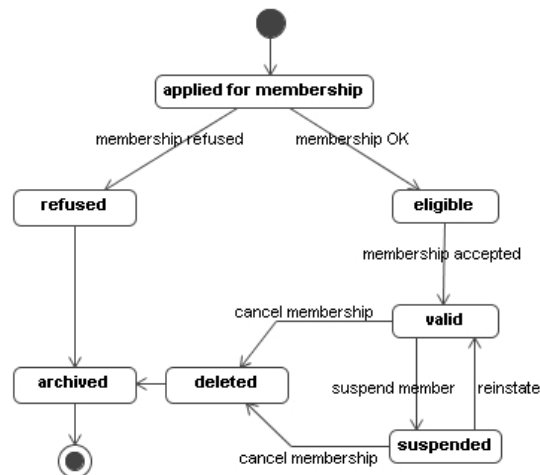 applied for membership
membership refused
membership OK
refused
eligible
membership accepted
cancel membership
valid
archived
deleted
suspend member
reinstate
suspended
cancel membership